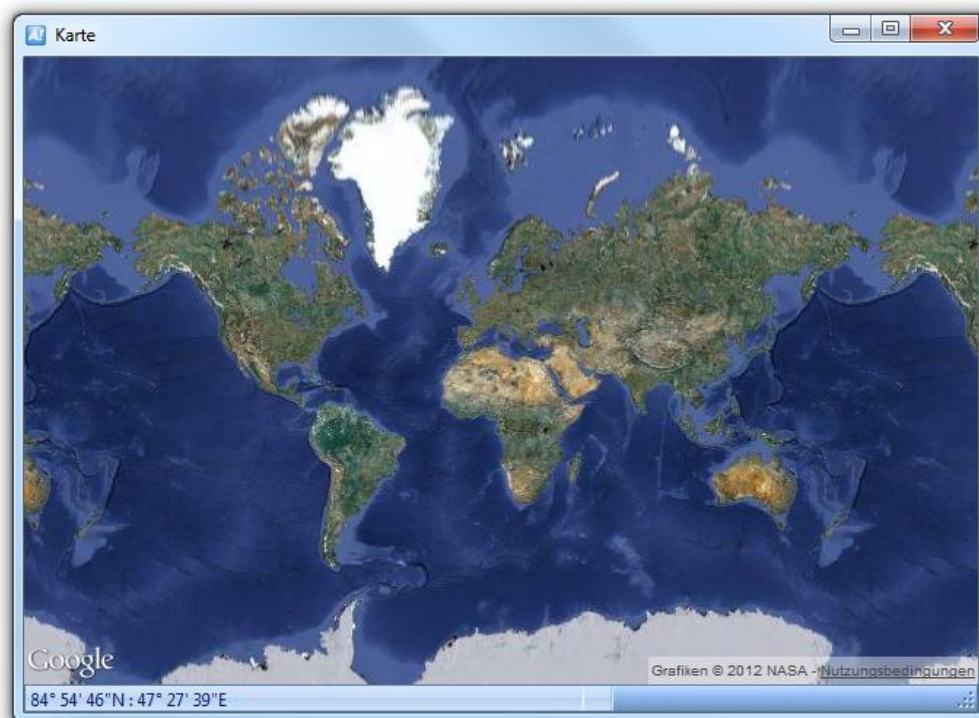 Karte
Google
Grafiken © 2012 NASA - Nutzungsbedingungen
84° 54' 46"N : 47° 27' 39"E